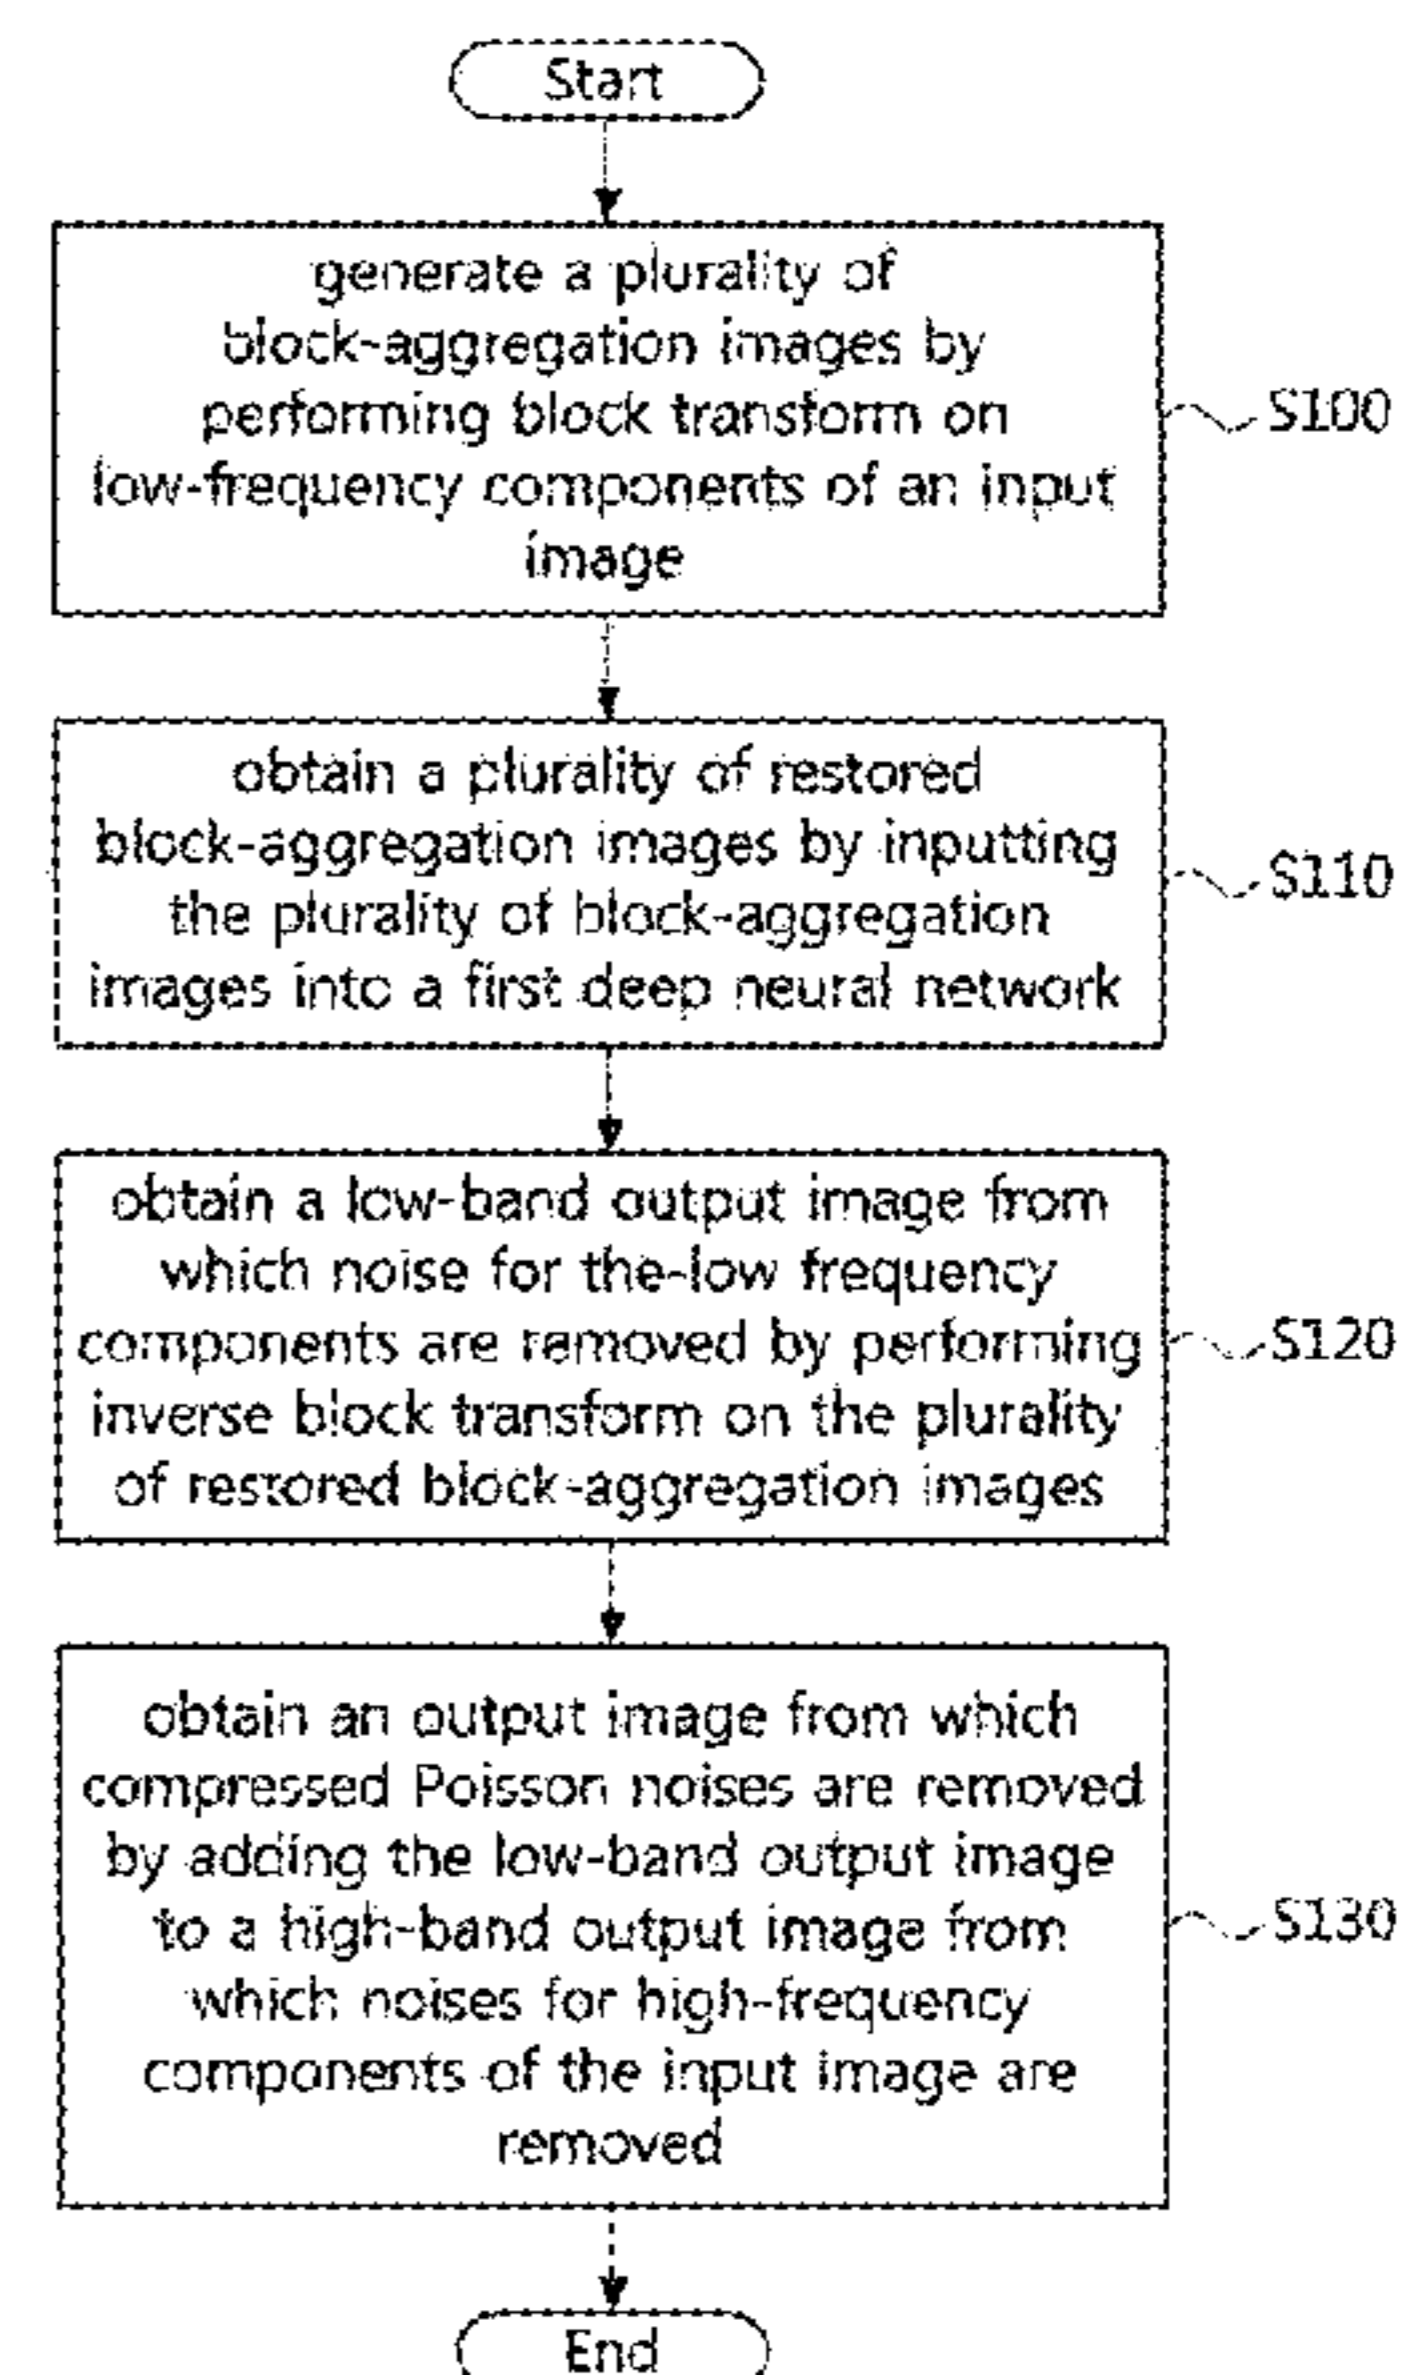 Start
generate a plurality of
block-aggregation images by
performing block transform on
low-frequency components of an input
image
S100
obtain a plurality of restored
block-aggregation images by inputting
the plurality of block-aggregation
images into a first deep neural network
S110
obtain a low-band output image from
which noise for the-low frequency
components are removed by performing
inverse block transform on the plurality
of restored block-aggregation images
S120
obtain an output image from which
compressed Poisson noises are removed
by adding the low-band output image
to a high-band output image from
which noises for high-frequency
components of the input image are
removed
S130
End